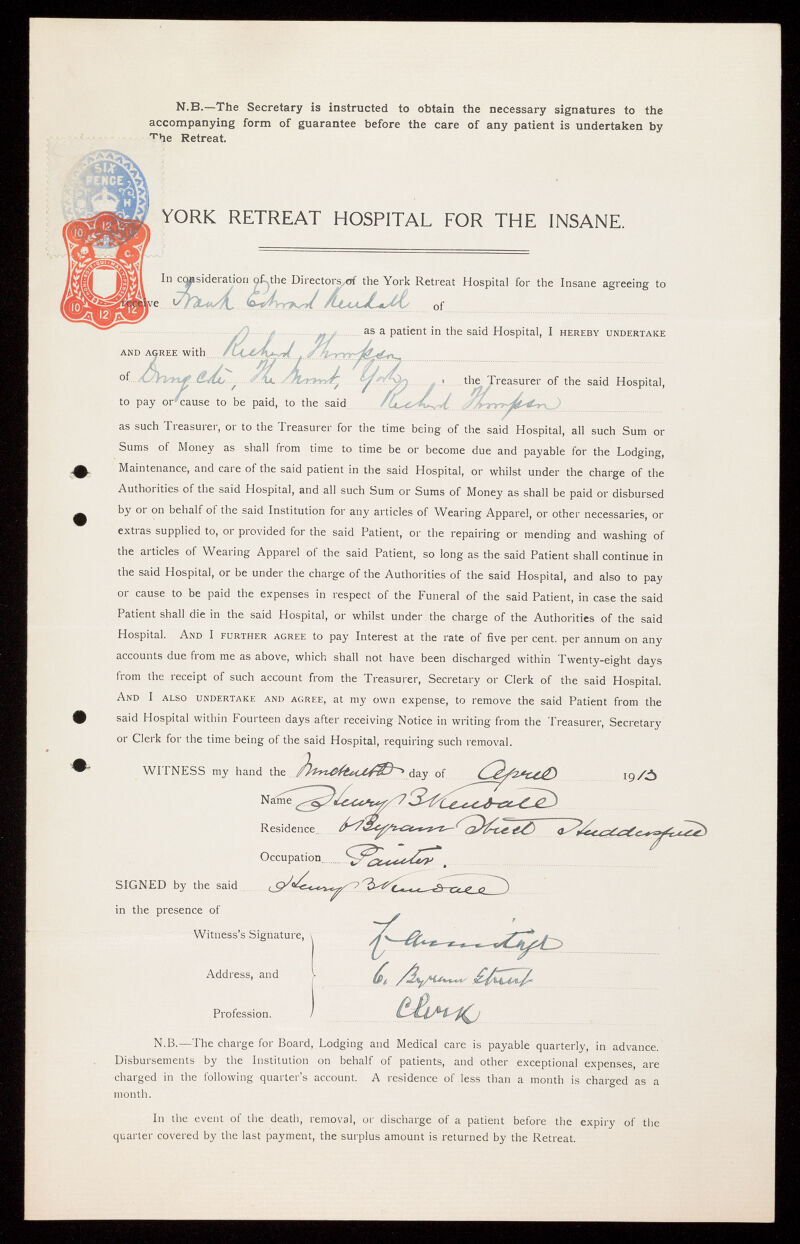 N.B.—The Secretary is instructed to obtain the necessary signatures to the
accompanying form of guarantee before the care of any patient is undertaken by
The Retreat.
SIX
PENCE
H
YORK RETREAT HOSPITAL FOR THE INSANE.
10 12
C.
10 12 12
In consideration of the Directors of the York Retreat Hospital for the Insane agreeing to
receive Frank Edward Kendall of
as a patient in the said Hospital, I HEREBY UNDERTAKE
AND AGREE with Richard Thompson
of Dringcote, The Mount, York, the Treasurer of the said Hospital,
to pay or cause to be paid, to the said Richard Thompson
as such Treasurer, or to the Treasurer for the time being of the said Hospital, all such Sum or
Sums of Money as shall from time to time be or become due and payable for the Lodging,
Maintenance, and care of the said patient in the said Hospital, or whilst under the charge of the
Authorities of the said Hospital, and all such Sum or Sums of Money as shall be paid or disbursed
by or on behalf of the said Institution for any articles of Wearing Apparel, or other necessaries, or
extras supplied to, or provided for the said Patient, or the repairing or mending and washing of
the articles of Wearing Apparel of the said Patient, so long as the said Patient shall continue in
the said Hospital, or be under the charge of the Authorities of the said Hospital, and also to pay
or cause to be paid the expenses in respect of the Funeral of the said Patient, in case the said
Patient shall die in the said Hospital, or whilst under the charge of the Authorities of the said
Hospital. AND I FURTHER AGREE to pay Interest at the rate of five per cent. per annum on any
accounts due from me as above, which shall not have been discharged within Twenty-eight days
from the receipt of such account from the Treasurer, Secretary or Clerk of the said Hospital.
AND I ALSO UNDERTAKE AND AGREE, at my own expense, to remove the said Patient from the
said Hospital within Fourteen days after receiving Notice in writing from the Treasurer, Secretary
or Clerk for the time being of the said Hospital, requiring such removal.
WITNESS my hand the Nineteenth day of April 1913
Name Henry B Kendall
Residence 6 Byram Street Huddersfield
Occupation Painter.
SIGNED by the said Henry B Kendall
in the presence of
Witness's Signature, Armitage
Address, and 6, Byram Street
Profession. Clerk
N.B.—The charge for Board, Lodging and Medical care is payable quarterly, in advance.
Disbursements by the Institution on behalf of patients, and other exceptional expenses, are
charged in the following quarter's account. A residence of less than a month is charged as a
month.
In the event of the death, removal, or discharge of a patient before the expiry of the
quarter covered by the last payment, the surplus amount is returned by the Retreat.